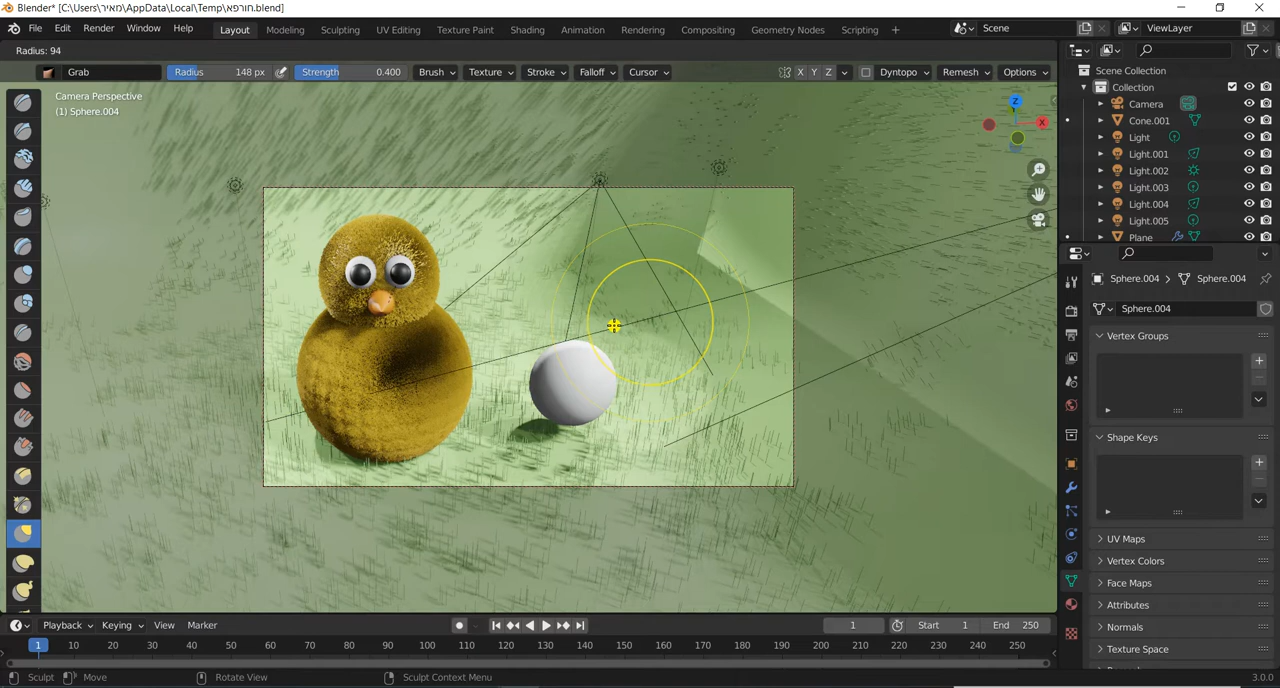 Blender* [C:\Users\מאיר\AppData\Local\Temp\חורפא.blend]
File Edit Render Window Help Layout Modeling Sculpting UV Editing Texture Paint Shading Animation Rendering Compositing Geometry Nodes Scripting + Scene ViewLayer
Radius: 94
Grab Radius 148 px Strength 0.400 Brush Texture Stroke Falloff Cursor X Y Z Dyntopo Remesh Options
Camera Perspective
(1) Sphere.004
Z
X
Scene Collection
Collection
Camera
Cone.001
Light
Light.001
Light.002
Light.003
Light.004
Light.005
Plane
Sphere.004 Sphere.004
Sphere.004
Vertex Groups
Shape Keys
UV Maps
Vertex Colors
Face Maps
Attributes
Normals
Texture Space
Playback Keying View Marker 1 Start 1 End 250
1 10 20 30 40 50 60 70 80 90 100 110 120 130 140 150 160 170 180 190 200 210 220 230 240 250
Sculpt Move Rotate View Sculpt Context Menu 3.0.0